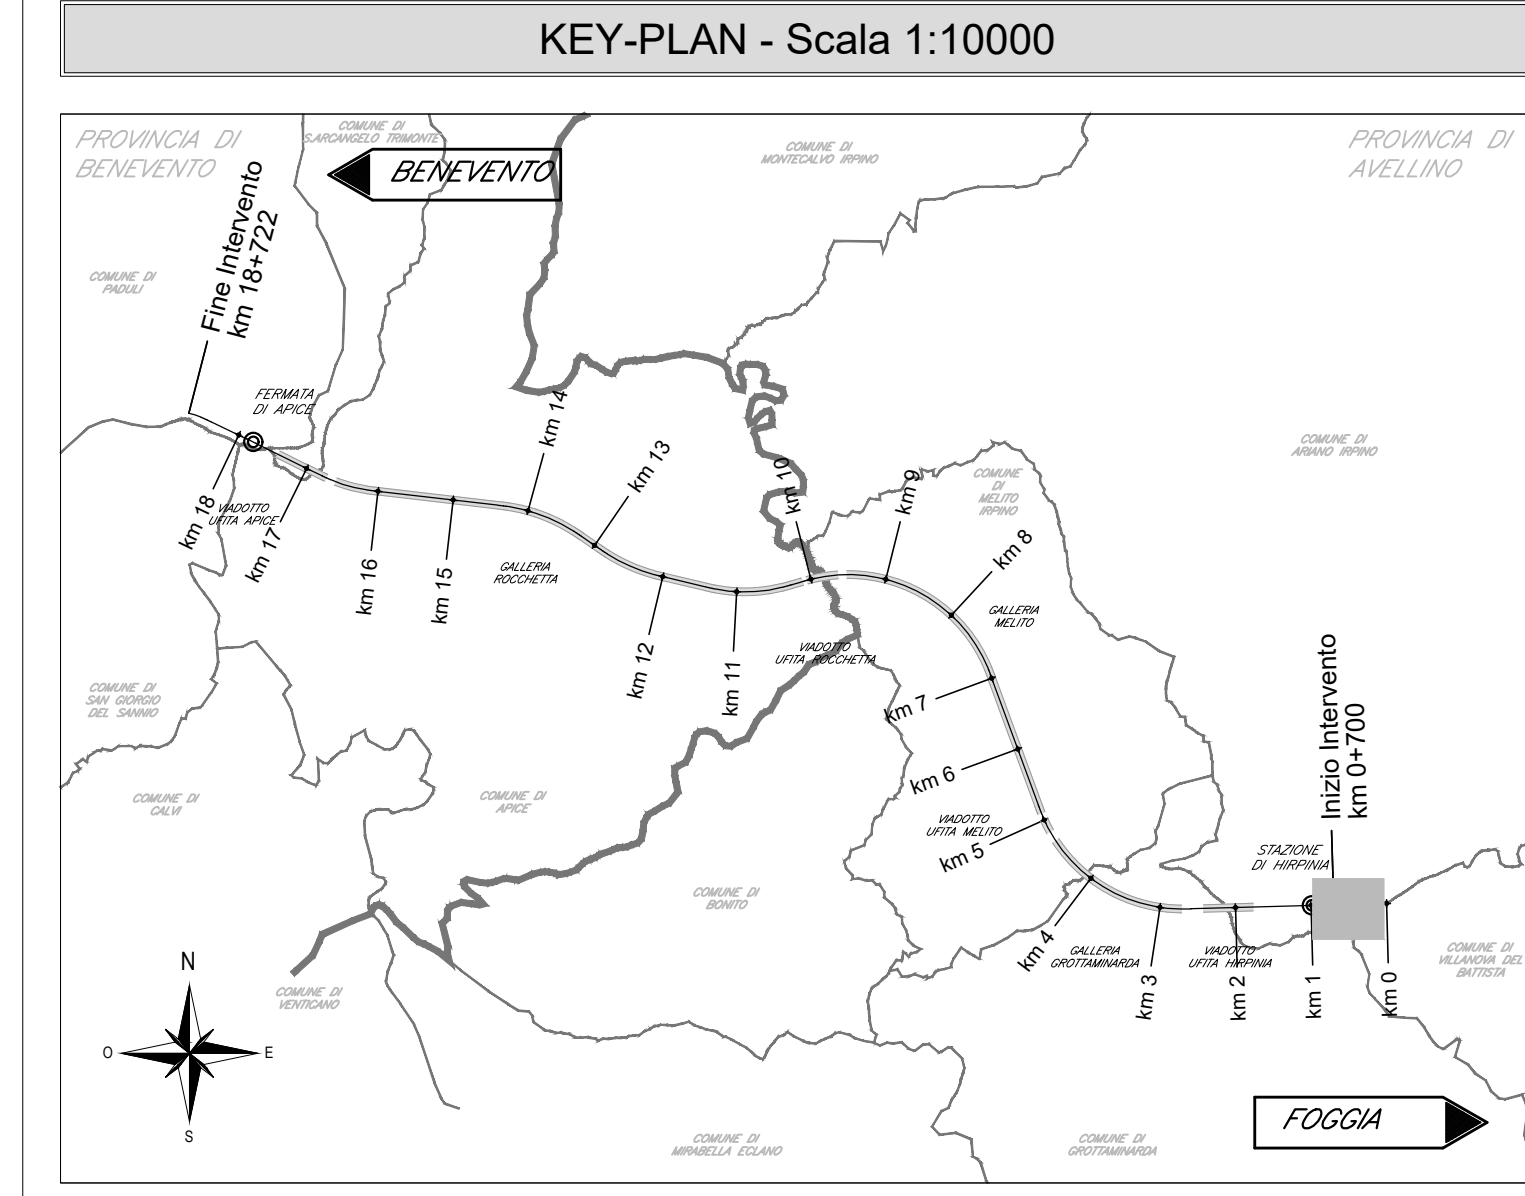 KEY-PLAN - Scala 1:10000
PROVINCIA DI
BENEVENTO
COMUNE DI
S.ARCANGELO TRIMONTE
BENEVENTO
COMUNE DI
MONTECALVO IRPINO
PROVINCIA DI
AVELLINO
COMUNE DI
PADULI
Fine Intervento
km 18+722
FERMATA
DI APICE
km 18
VIADOTTO
UFITA APICE
km 17
km 16
km 15
km 14
GALLERIA
ROCCHETTA
km 13
km 12
km 11
km 10
VIADOTTO
UFITA ROCCHETTA
km 9
COMUNE
DI
MELITO
IRPINO
COMUNE DI
ARIANO IRPINO
km 8
GALLERIA
MELITO
km 7
km 6
VIADOTTO
UFITA MELITO
km 5
Inizio Intervento
km 0+700
STAZIONE
DI HIRPINIA
km 4
GALLERIA
GROTTAMINARDA
km 3
VIADOTTO
UFITA HIRPINIA
km 2
km 1
km 0
COMUNE DI
VILLANOVA DEL
BATTISTA
COMUNE DI
SAN GIORGIO
DEL SANNIO
COMUNE DI
CALVI
COMUNE DI
APICE
COMUNE DI
BONITO
COMUNE DI
VENTICANO
N
O
E
S
COMUNE DI
MIRABELLA ECLANO
COMUNE DI
GROTTAMINARDA
FOGGIA